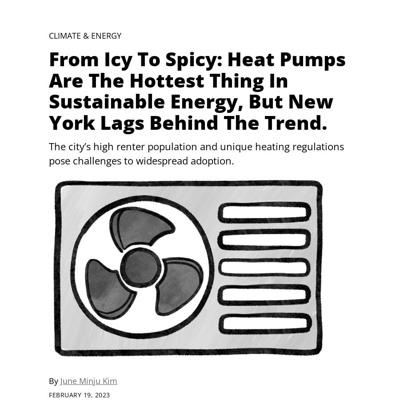 CLIMATE & ENERGY
From Icy To Spicy: Heat Pumps
Are The Hottest Thing In
Sustainable Energy, But New
York Lags Behind The Trend.
The city's high renter population and unique heating regulations
pose challenges to widespread adoption.
By June Minju Kim
FEBRUARY 19, 2023